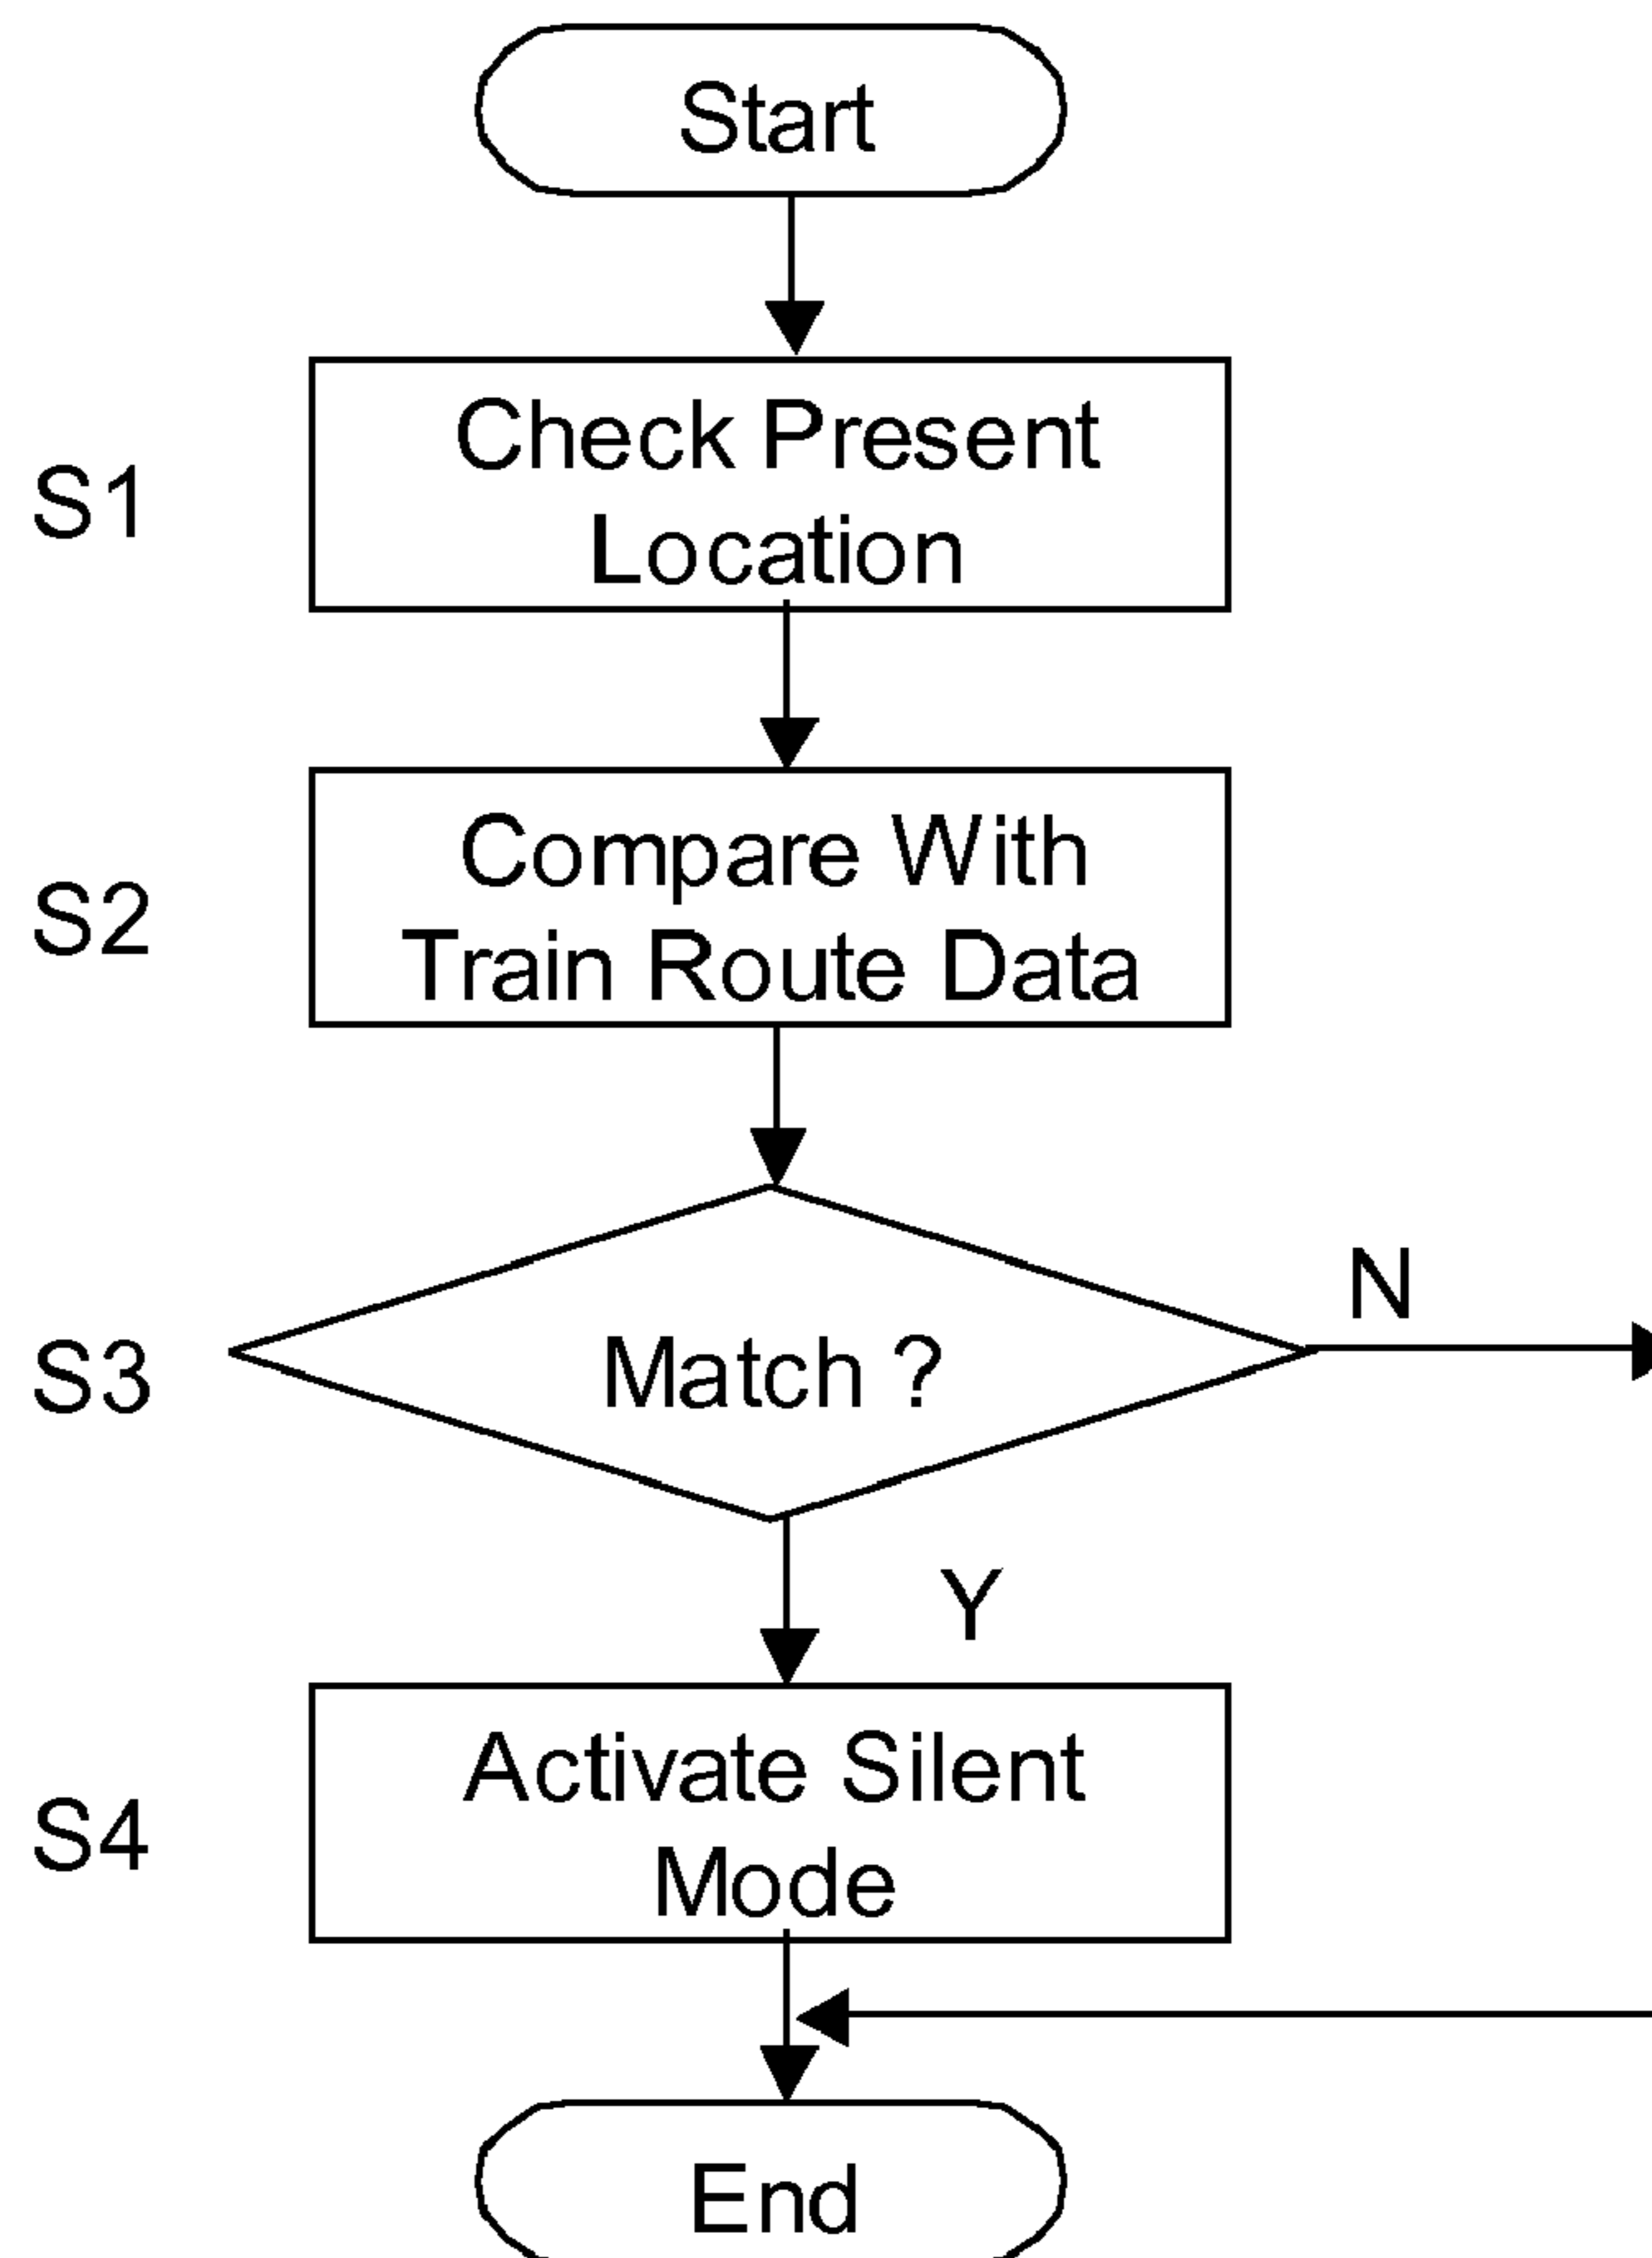 Start
S1
Check Present
Location
S2
Compare With
Train Route Data
S3
Match ?
N
Y
S4
Activate Silent
Mode
End